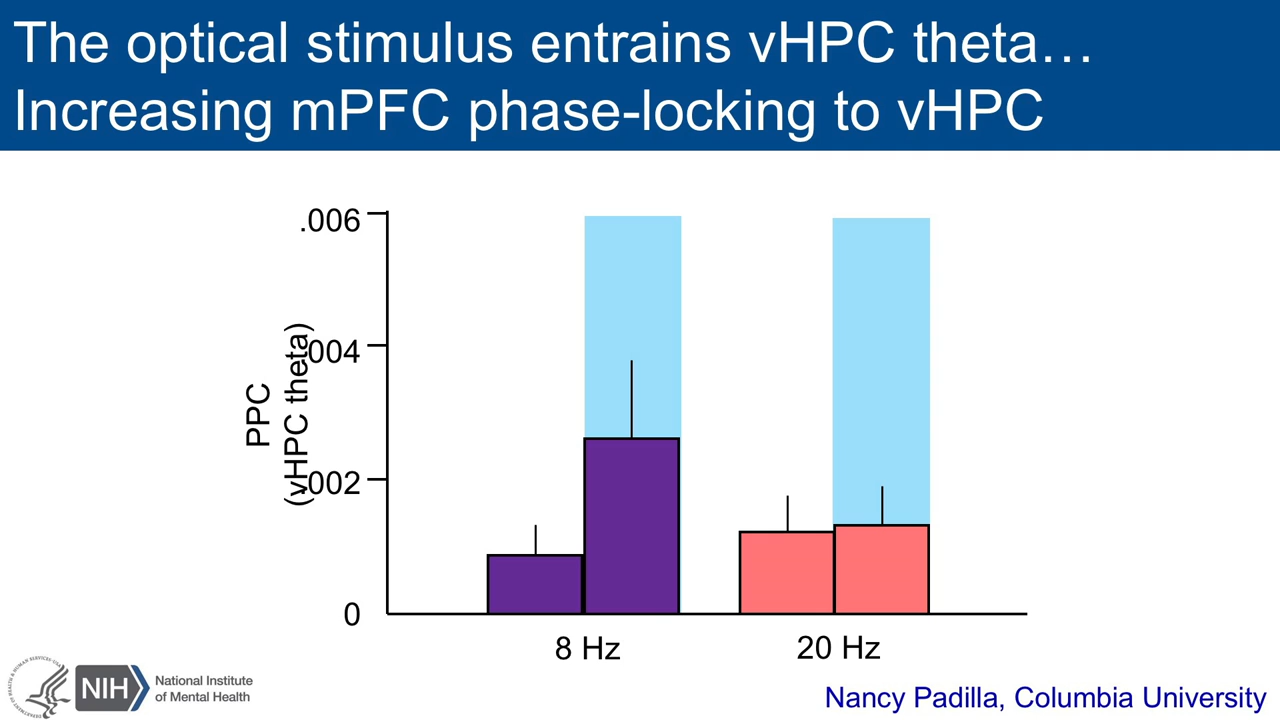 The optical stimulus entrains vHPC theta…
Increasing mPFC phase-locking to vHPC
.006
.004
.002
0
PPC
(vHPC theta)
8 Hz
20 Hz
NIH
National Institute
of Mental Health
Nancy Padilla, Columbia University